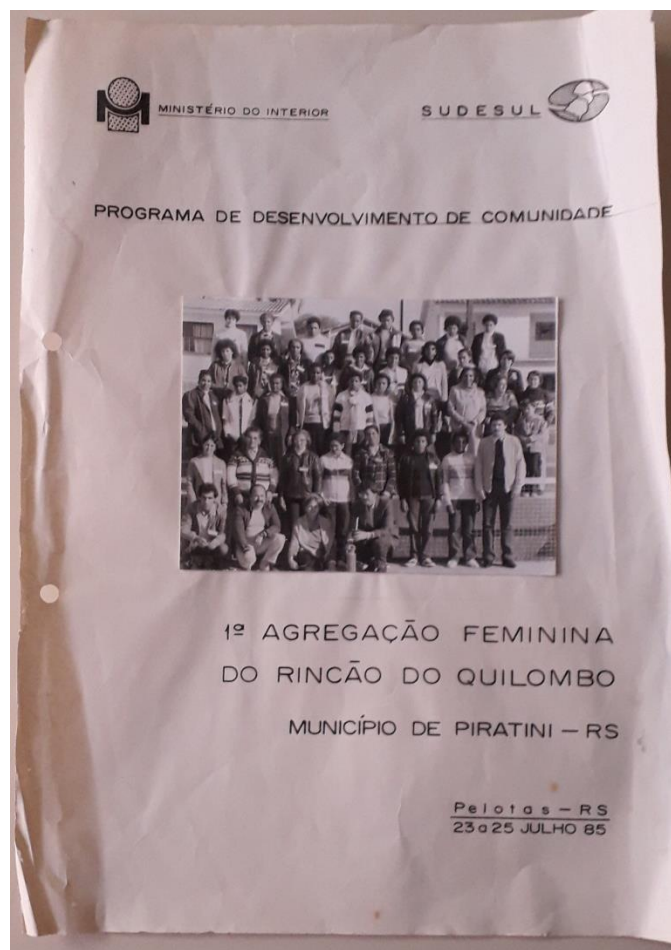 MINISTÉRIO DO INTERIOR
SUDESUL
PROGRAMA DE DESENVOLVIMENTO DE COMUNIDADE
1º AGREGAÇÃO FEMININA
DO RINCÃO DO QUILOMBO
MUNICÍPIO DE PIRATINI – RS
Pelotas – RS
23 a 25 JULHO 85